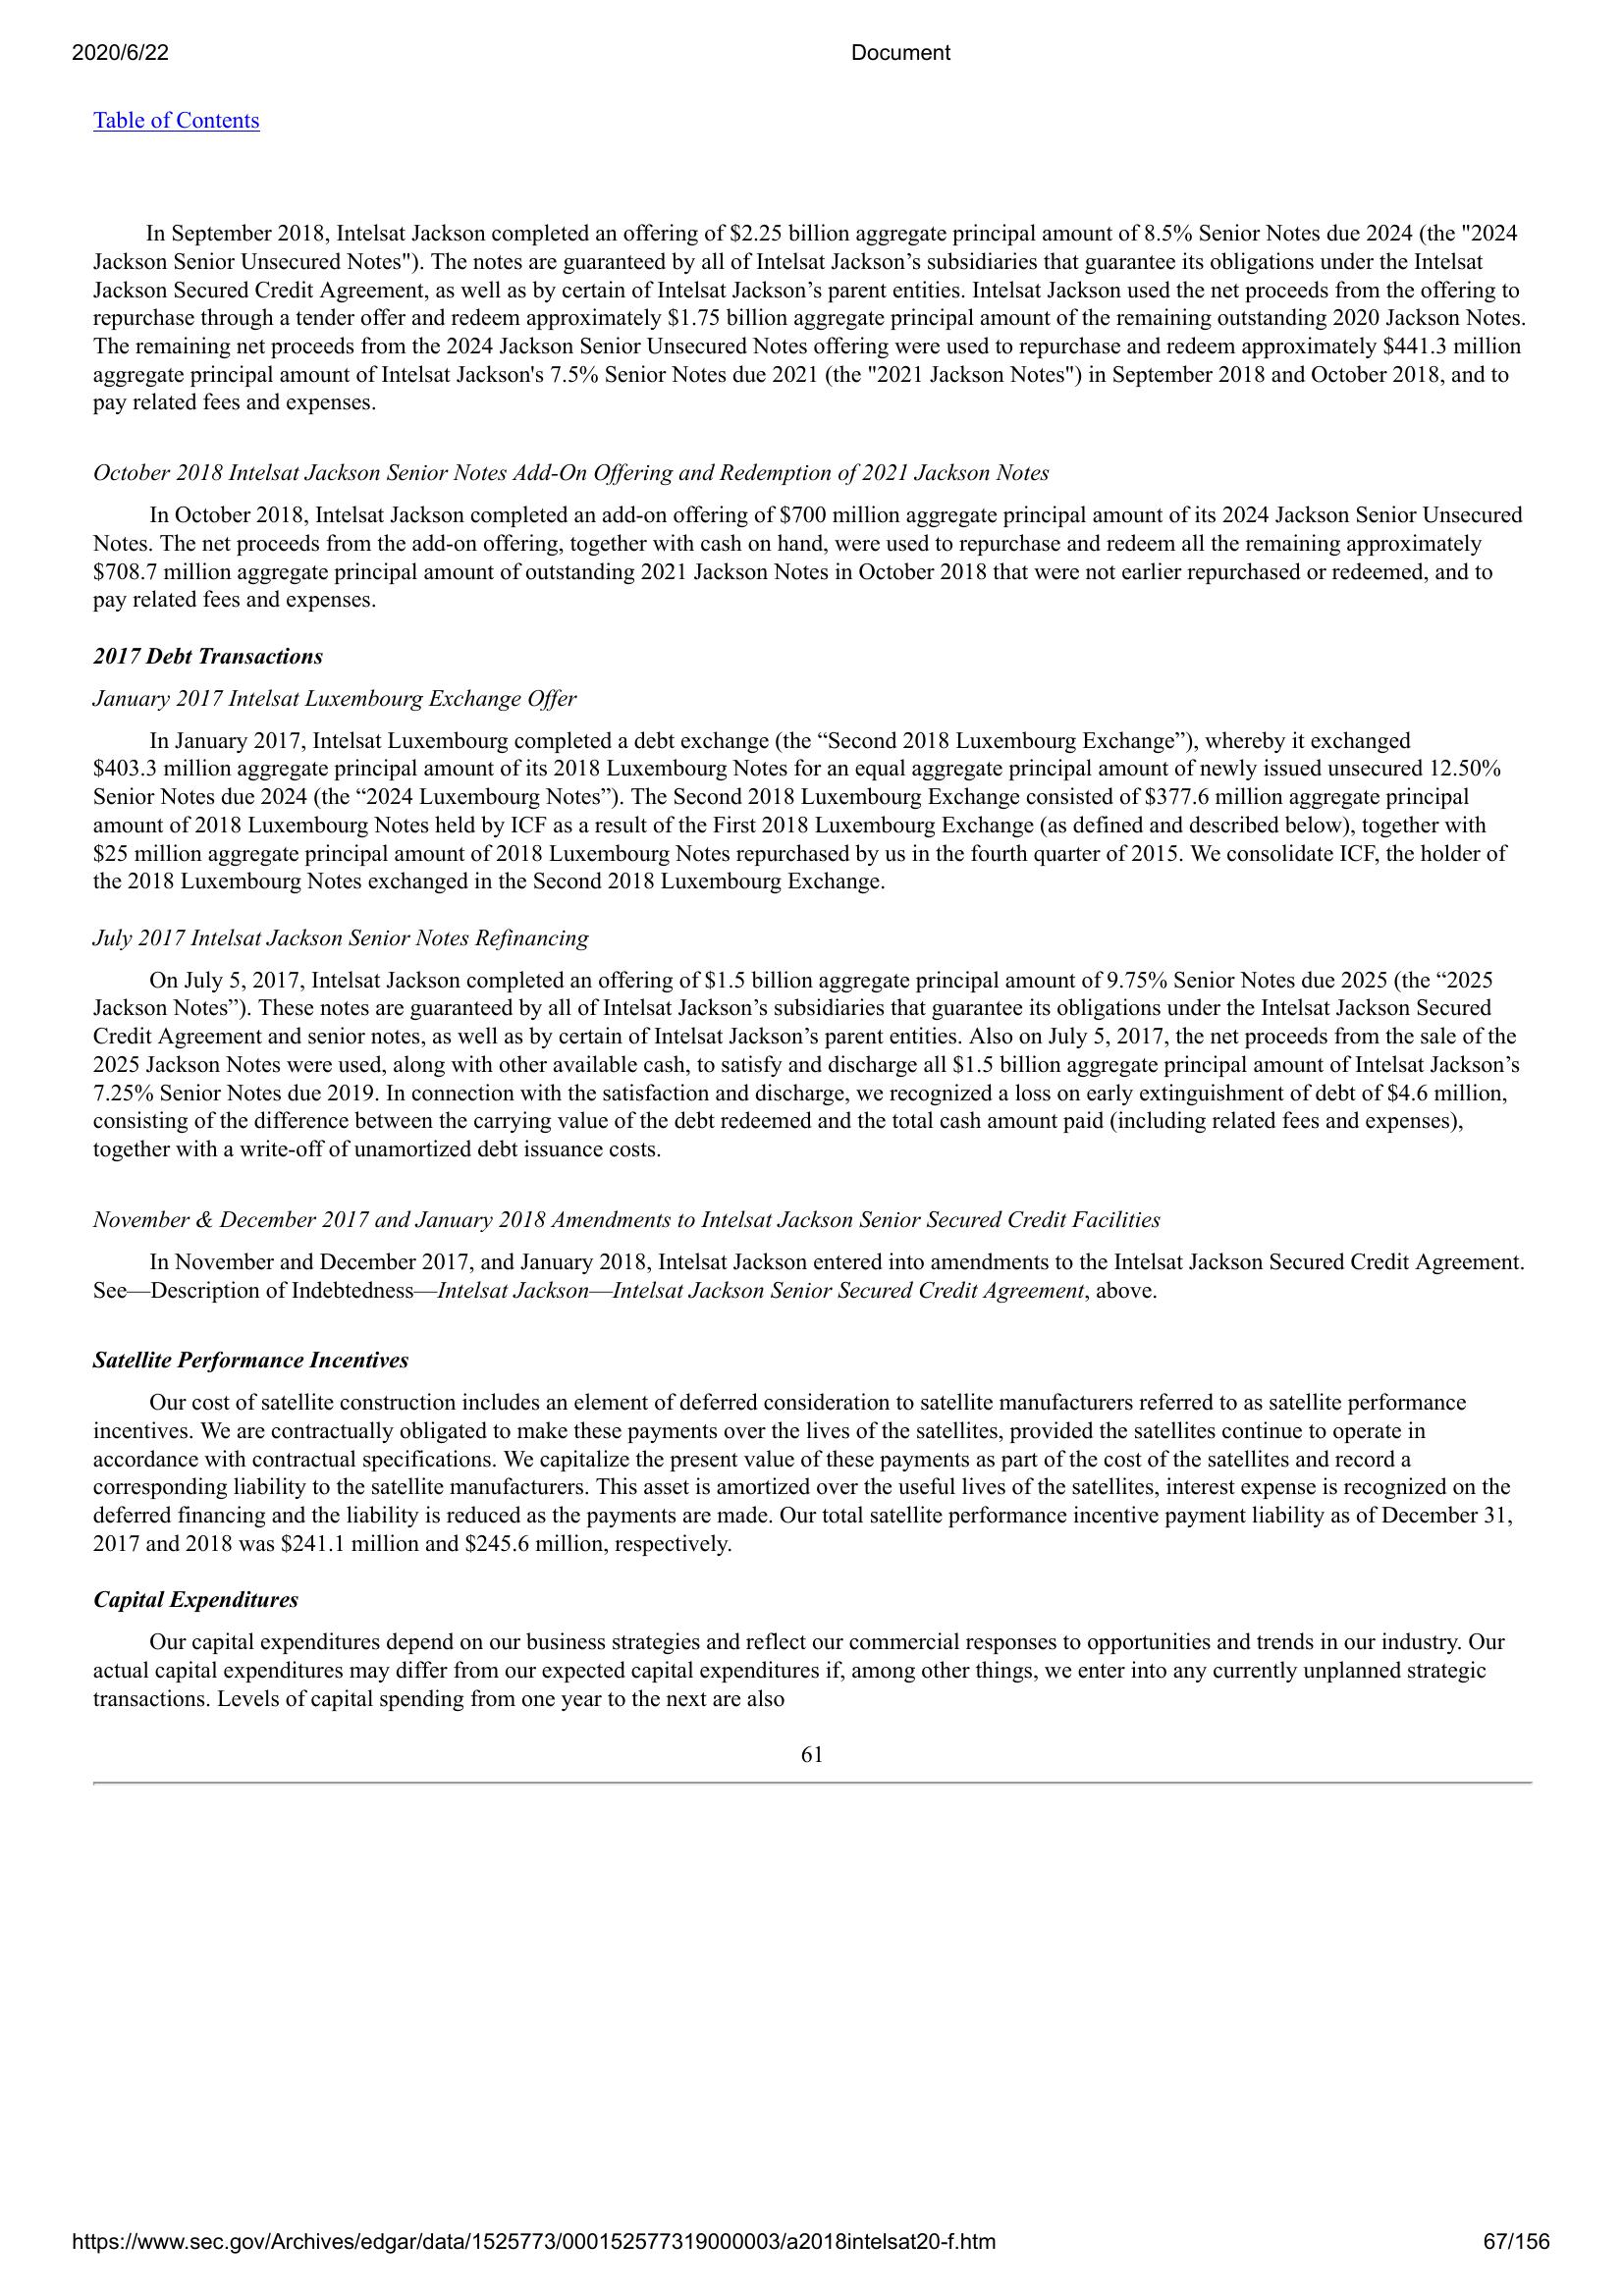 2020/6/22 Document
Table of Contents
In September 2018, Intelsat Jackson completed an offering of $2.25 billion aggregate principal amount of 8.5% Senior Notes due 2024 (the "2024
Jackson Senior Unsecured Notes"). The notes are guaranteed by all of Intelsat Jackson’s subsidiaries that guarantee its obligations under the Intelsat
Jackson Secured Credit Agreement, as well as by certain of Intelsat Jackson’s parent entities. Intelsat Jackson used the net proceeds from the offering to
repurchase through a tender offer and redeem approximately $1.75 billion aggregate principal amount of the remaining outstanding 2020 Jackson Notes.
The remaining net proceeds from the 2024 Jackson Senior Unsecured Notes offering were used to repurchase and redeem approximately $441.3 million
aggregate principal amount of Intelsat Jackson's 7.5% Senior Notes due 2021 (the "2021 Jackson Notes") in September 2018 and October 2018, and to
pay related fees and expenses.
October 2018 Intelsat Jackson Senior Notes Add-On Offering and Redemption of 2021 Jackson Notes
In October 2018, Intelsat Jackson completed an add-on offering of $700 million aggregate principal amount of its 2024 Jackson Senior Unsecured
Notes. The net proceeds from the add-on offering, together with cash on hand, were used to repurchase and redeem all the remaining approximately
$708.7 million aggregate principal amount of outstanding 2021 Jackson Notes in October 2018 that were not earlier repurchased or redeemed, and to
pay related fees and expenses.
2017 Debt Transactions
January 2017 Intelsat Luxembourg Exchange Offer
In January 2017, Intelsat Luxembourg completed a debt exchange (the “Second 2018 Luxembourg Exchange”), whereby it exchanged
$403.3 million aggregate principal amount of its 2018 Luxembourg Notes for an equal aggregate principal amount of newly issued unsecured 12.50%
Senior Notes due 2024 (the “2024 Luxembourg Notes”). The Second 2018 Luxembourg Exchange consisted of $377.6 million aggregate principal
amount of 2018 Luxembourg Notes held by ICF as a result of the First 2018 Luxembourg Exchange (as defined and described below), together with
$25 million aggregate principal amount of 2018 Luxembourg Notes repurchased by us in the fourth quarter of 2015. We consolidate ICF, the holder of
the 2018 Luxembourg Notes exchanged in the Second 2018 Luxembourg Exchange.
July 2017 Intelsat Jackson Senior Notes Refinancing
On July 5, 2017, Intelsat Jackson completed an offering of $1.5 billion aggregate principal amount of 9.75% Senior Notes due 2025 (the “2025
Jackson Notes”). These notes are guaranteed by all of Intelsat Jackson’s subsidiaries that guarantee its obligations under the Intelsat Jackson Secured
Credit Agreement and senior notes, as well as by certain of Intelsat Jackson’s parent entities. Also on July 5, 2017, the net proceeds from the sale of the
2025 Jackson Notes were used, along with other available cash, to satisfy and discharge all $1.5 billion aggregate principal amount of Intelsat Jackson’s
7.25% Senior Notes due 2019. In connection with the satisfaction and discharge, we recognized a loss on early extinguishment of debt of $4.6 million,
consisting of the difference between the carrying value of the debt redeemed and the total cash amount paid (including related fees and expenses),
together with a write-off of unamortized debt issuance costs.
November & December 2017 and January 2018 Amendments to Intelsat Jackson Senior Secured Credit Facilities
In November and December 2017, and January 2018, Intelsat Jackson entered into amendments to the Intelsat Jackson Secured Credit Agreement.
See—Description of Indebtedness—Intelsat Jackson—Intelsat Jackson Senior Secured Credit Agreement, above.
Satellite Performance Incentives
Our cost of satellite construction includes an element of deferred consideration to satellite manufacturers referred to as satellite performance
incentives. We are contractually obligated to make these payments over the lives of the satellites, provided the satellites continue to operate in
accordance with contractual specifications. We capitalize the present value of these payments as part of the cost of the satellites and record a
corresponding liability to the satellite manufacturers. This asset is amortized over the useful lives of the satellites, interest expense is recognized on the
deferred financing and the liability is reduced as the payments are made. Our total satellite performance incentive payment liability as of December 31,
2017 and 2018 was $241.1 million and $245.6 million, respectively.
Capital Expenditures
Our capital expenditures depend on our business strategies and reflect our commercial responses to opportunities and trends in our industry. Our
actual capital expenditures may differ from our expected capital expenditures if, among other things, we enter into any currently unplanned strategic
transactions. Levels of capital spending from one year to the next are also
61
https://www.sec.gov/Archives/edgar/data/1525773/000152577319000003/a2018intelsat20-f.htm 67/156